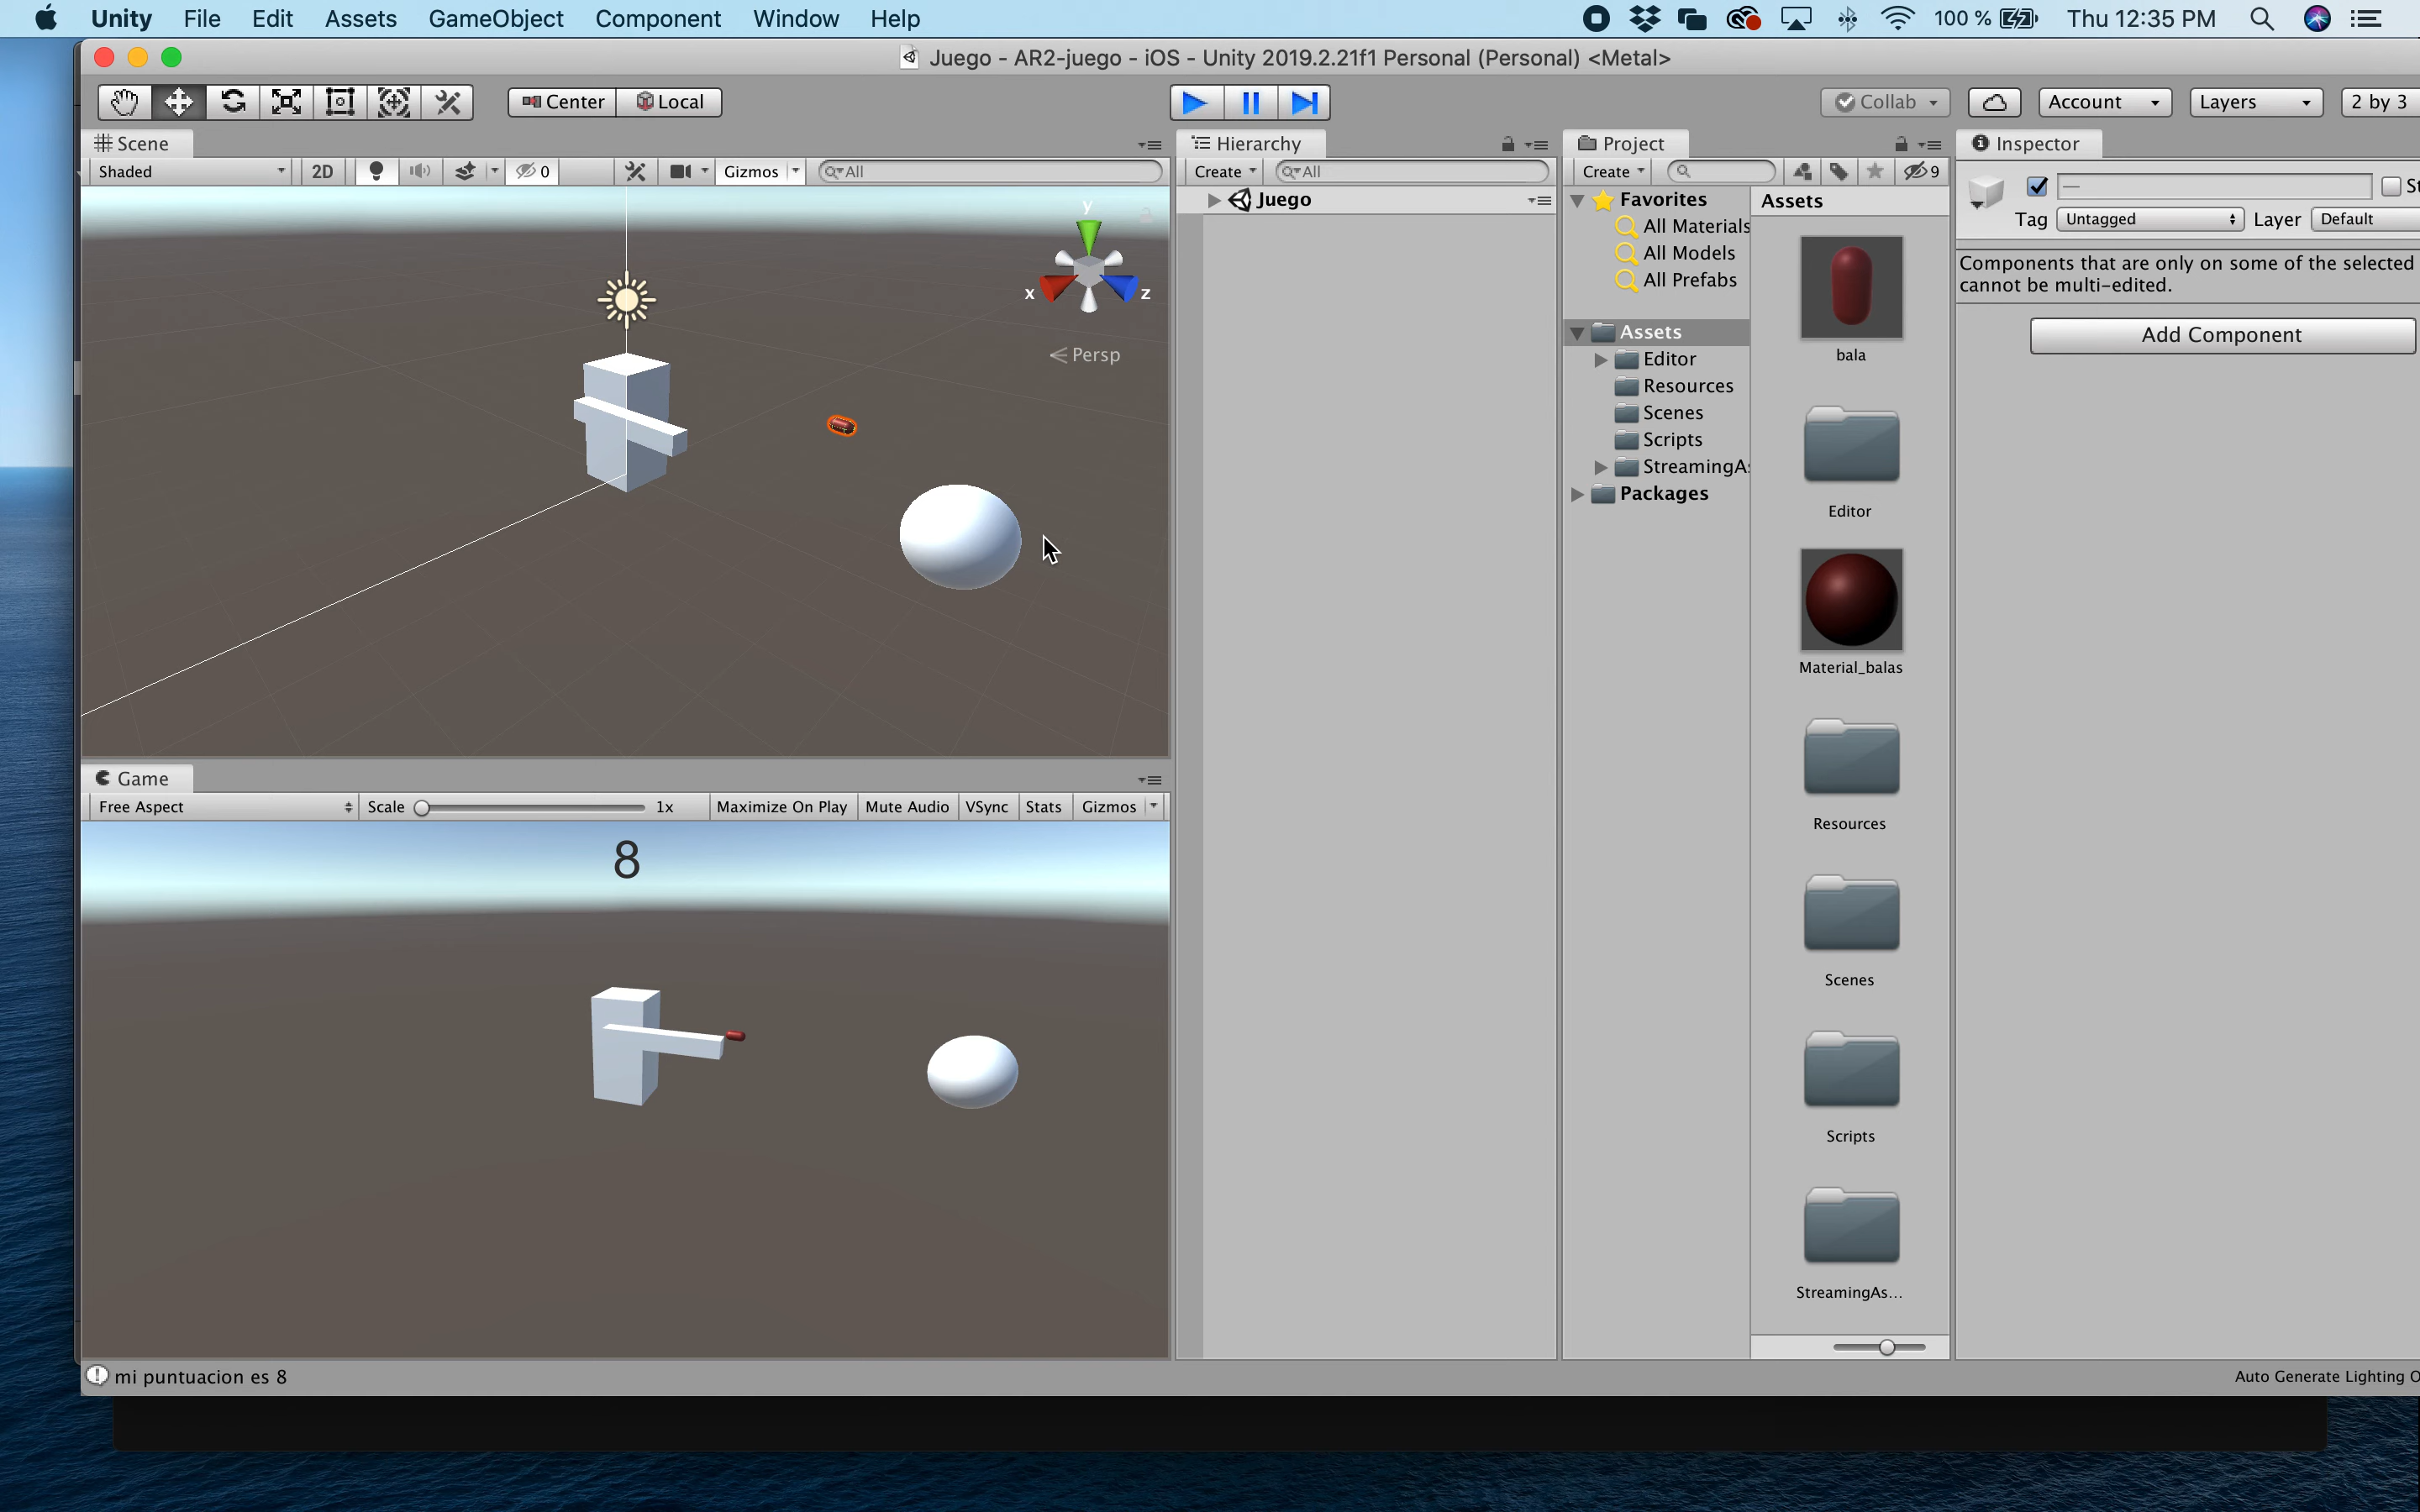 Unity File Edit Assets GameObject Component Window Help 100 % Thu 12:35 PM
Juego - AR2-juego - iOS - Unity 2019.2.21f1 Personal (Personal) <Metal>
Center Local Collab Account Layers 2 by 3
Scene
Shaded 2D 0 Gizmos All
y
x z
Persp
Hierarchy
Create All
Juego
Project
Create 9
Favorites
All Materials
All Models
All Prefabs
Assets
Editor
Resources
Scenes
Scripts
StreamingAs
Packages
Assets
bala
Editor
Material_balas
Resources
Scenes
Scripts
StreamingAs...
Inspector
— St
Tag Untagged Layer Default
Components that are only on some of the selected
cannot be multi-edited.
Add Component
Game
Free Aspect Scale 1x Maximize On Play Mute Audio VSync Stats Gizmos
8
mi puntuacion es 8
Auto Generate Lighting O